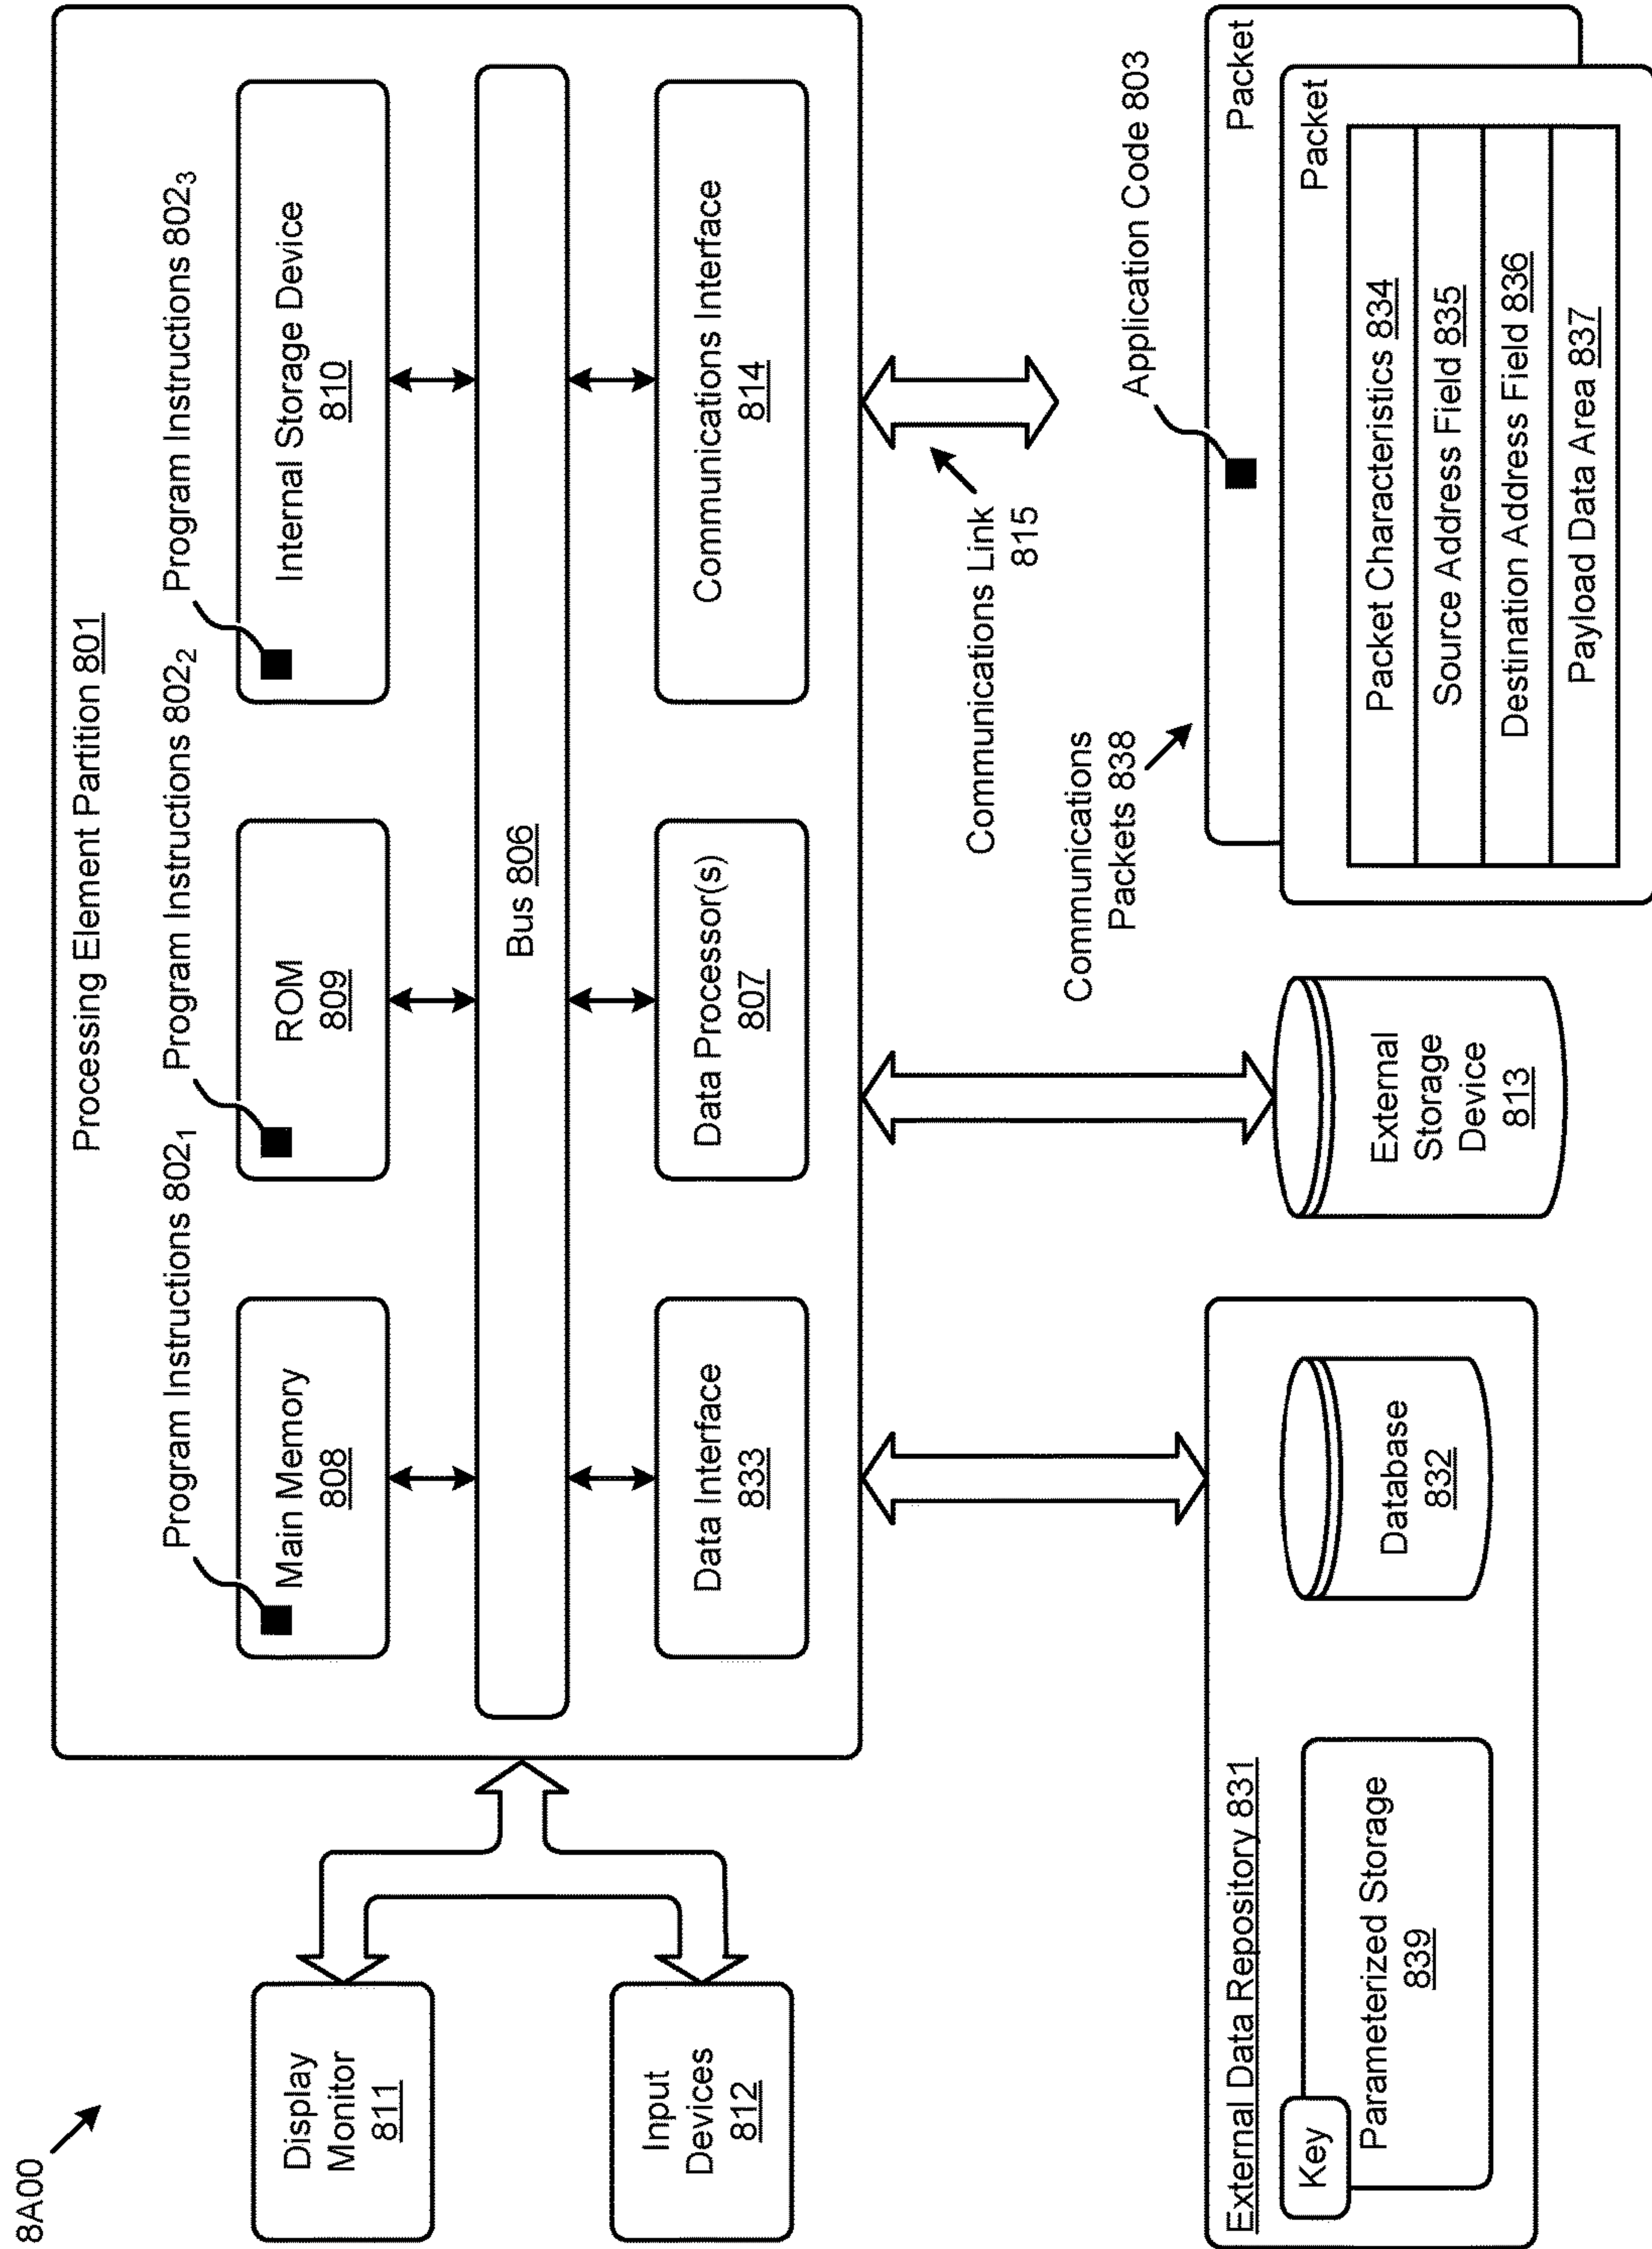 8A00
Processing Element Partition 801
Program Instructions 802₁
Program Instructions 802₂
Program Instructions 802₃
Main Memory
808
ROM
809
Internal Storage Device
810
Display
Monitor
811
Bus 806
Input
Devices
812
Data Interface
833
Data Processor(s)
807
Communications Interface
814
Communications Link
815
Communications
Packets 838
Application Code 803
External Data Repository 831
Key
Parameterized Storage
839
Database
832
External
Storage
Device
813
Packet
Packet
Packet Characteristics 834
Source Address Field 835
Destination Address Field 836
Payload Data Area 837